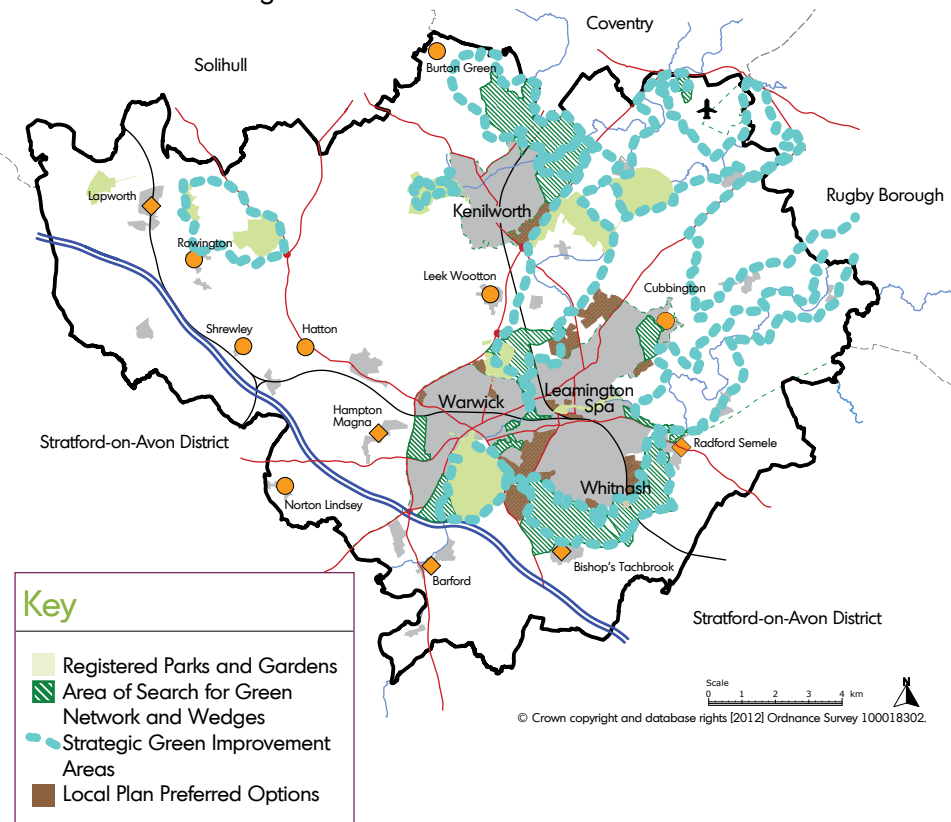 Coventry
Solihull
Burton Green
Rugby Borough
Lapworth
Kenilworth
Rowington
Leek Wootton
Cubbington
Shrewley
Hatton
Leamington
Spa
Warwick
Hampton
Magna
Stratford-on-Avon District
Radford Semele
Whitnash
Norton Lindsey
Bishop's Tachbrook
Barford
Stratford-on-Avon District
Key
Registered Parks and Gardens
Area of Search for Green
Network and Wedges
Strategic Green Improvement
Areas
Local Plan Preferred Options
Scale
0 1 2 3 4 km
N
© Crown copyright and database rights [2012] Ordnance Survey 100018302.